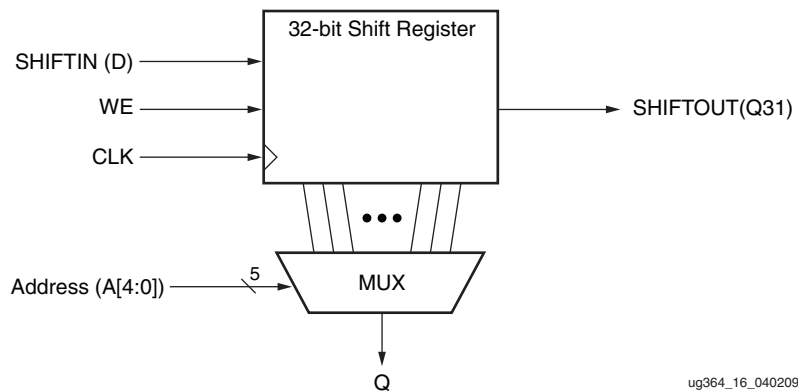 32-bit Shift Register
SHIFTIN (D)
WE
SHIFTOUT(Q31)
CLK
5
Address (A[4:0])
MUX
Q
ug364_16_040209